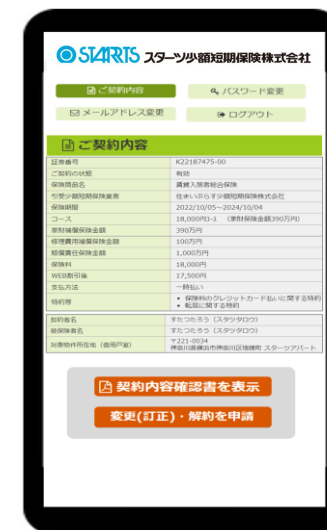 STARTS スターツ少額短期保険株式会社
ご契約内容
パスワード変更
メールアドレス変更
ログアウト
ご契約内容
証券番号 K22187475-00
ご契約の状態 有効
保険商品名 賃貸入居者総合保険
引受少額短期保険業者 住まいぷらす少額短期保険株式会社
保険期間 2022/10/05~2024/10/04
コース 18,000円コース (家財保険金額390万円)
家財補償保険金額 390万円
修理費用補償保険金額 100万円
賠償責任保険金額 1,000万円
保険料 18,000円
WEB割引後 17,500円
支払方法 一時払い
特約等 • 保険料のクレジットカード払いに関する特約
• 転居に関する特約
契約者名 すたつたろう (スタツタロウ)
被保険者名 すたつたろう (スタツタロウ)
対象物件所在地 (借用戸室) 〒221-0034
神奈川県横浜市神奈川区瑞穂町 スターツアパート
契約内容確認書を表示
変更(訂正)・解約を申請